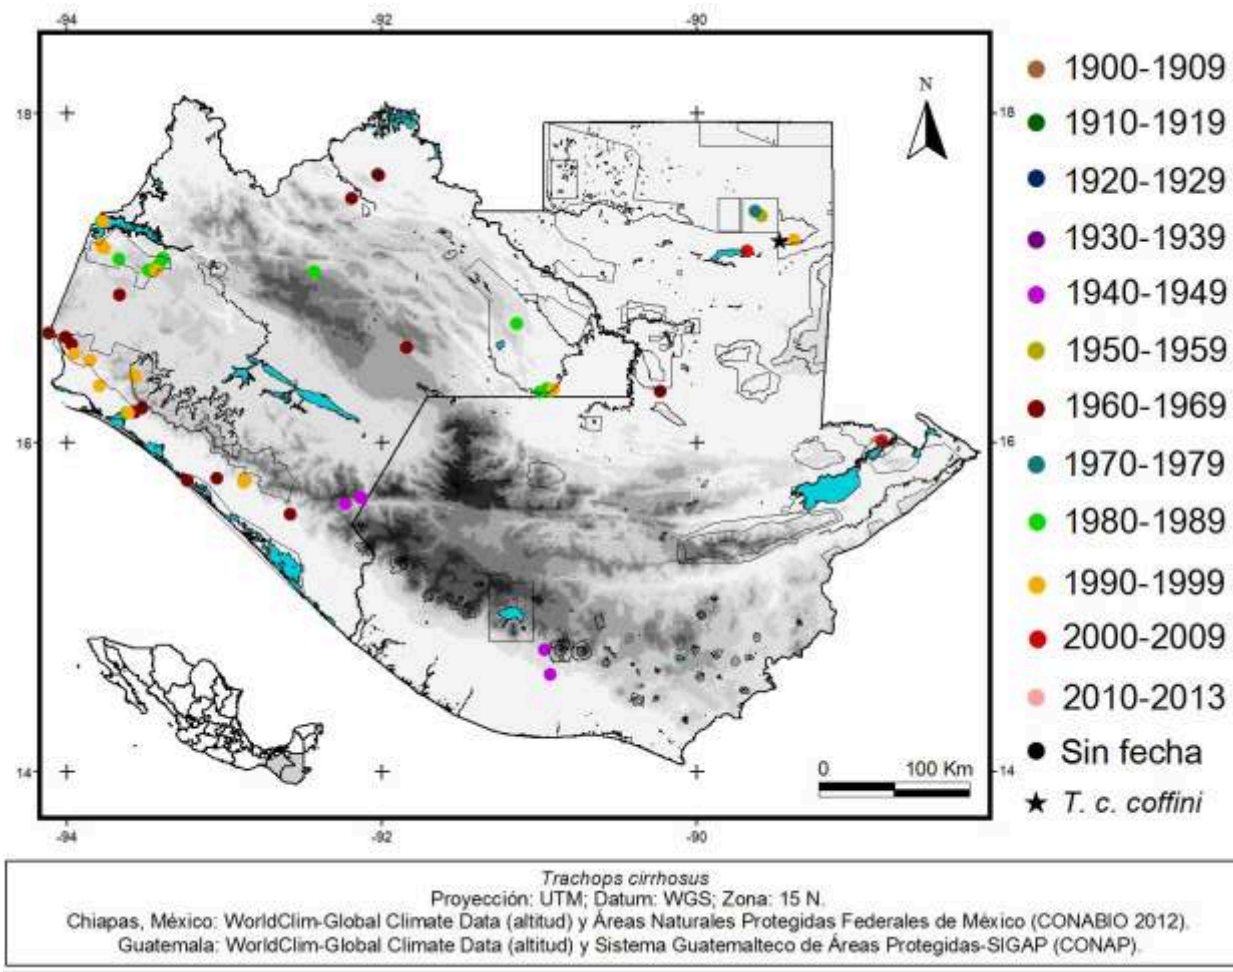 -94 -92 -90
18 18
N
16
14 14
0 100 Km
-94 -92 -90
1900-1909
1910-1919
1920-1929
1930-1939
1940-1949
1950-1959
1960-1969
1970-1979
1980-1989
1990-1999
2000-2009
2010-2013
Sin fecha
T. c. coffini
Trachops cirrhosus
Proyección: UTM; Datum: WGS; Zona: 15 N.
Chiapas, México: WorldClim-Global Climate Data (altitud) y Áreas Naturales Protegidas Federales de México (CONABIO 2012).
Guatemala: WorldClim-Global Climate Data (altitud) y Sistema Guatemalteco de Áreas Protegidas-SIGAP (CONAP).